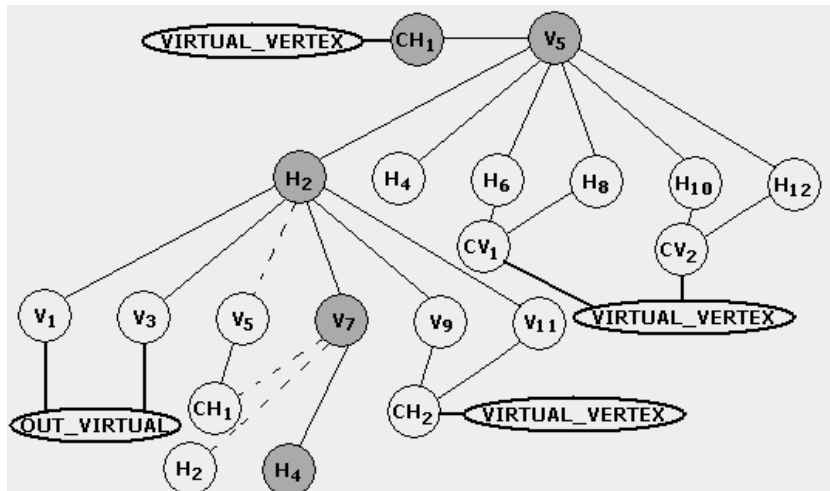 VIRTUAL_VERTEX CH₁ V₅
H₂ H₄ H₆ H₈ H₁₀ H₁₂
CV₁ CV₂
V₁ V₃ V₅ V₇ V₉ V₁₁ VIRTUAL_VERTEX
CH₁ CH₂ VIRTUAL_VERTEX
OUT_VIRTUAL
H₂ H₄